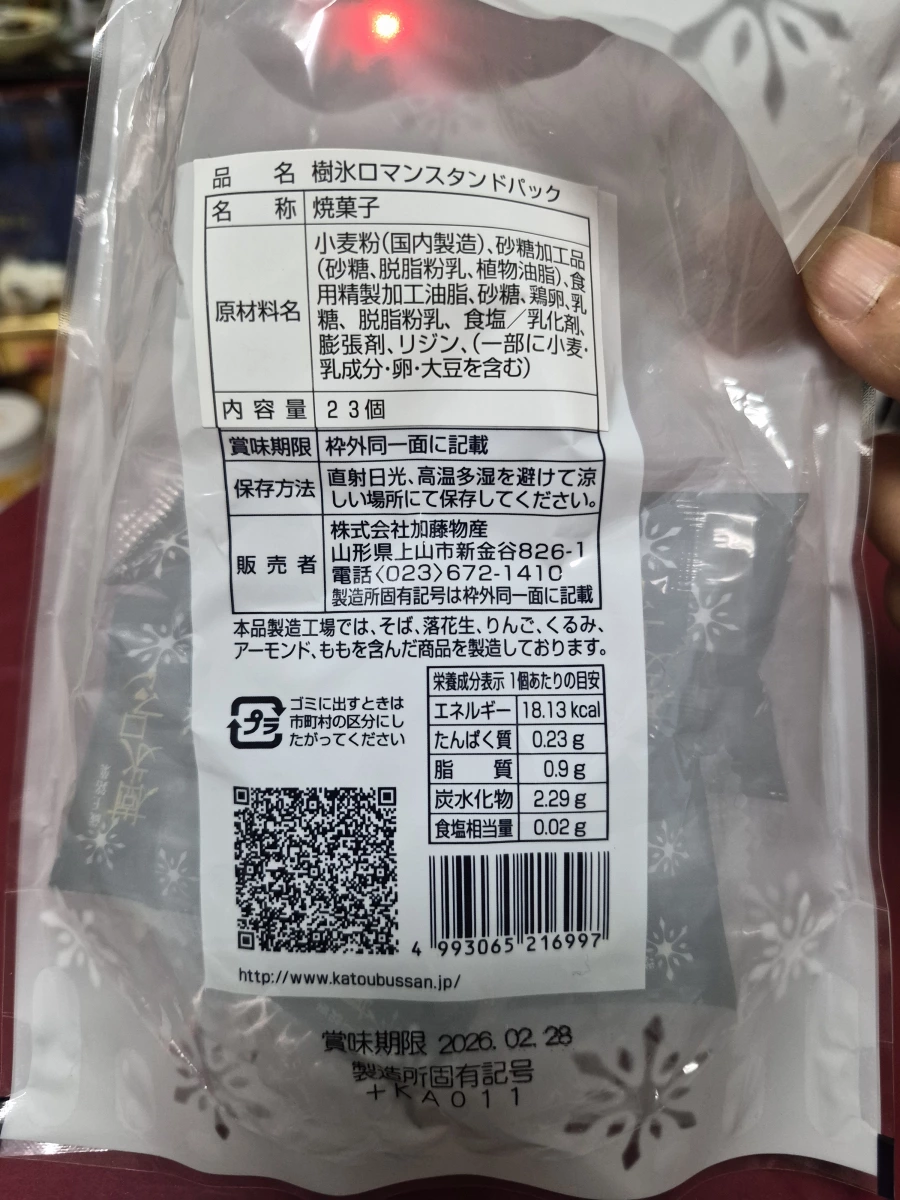 品名 樹氷ロマンスタンドパック
名称 焼菓子
原材料名
小麦粉(国内製造)、砂糖加工品
(砂糖、脱脂粉乳、植物油脂)、食
用精製加工油脂、砂糖、鶏卵、乳
糖、脱脂粉乳、食塩／乳化剤、
膨張剤、リジン、(一部に小麦・
乳成分・卵・大豆を含む)
内容量 23個
賞味期限 枠外同一面に記載
保存方法
直射日光、高温多湿を避けて涼
しい場所にて保存してください。
販売者
株式会社加藤物産
山形県上山市新金谷826-1
電話〈023〉672-1410
製造所固有記号は枠外同一面に記載
本品製造工場では、そば、落花生、りんご、くるみ、
アーモンド、ももを含んだ商品を製造しております。
プラ
ゴミに出すときは
市町村の区分にし
たがってください
栄養成分表示 1個あたりの目安
エネルギー 18.13 kcal
たんぱく質 0.23 g
脂質 0.9 g
炭水化物 2.29 g
食塩相当量 0.02 g
4 993065 216997
http://www.katoubussan.jp/
賞味期限 2026.02.28
製造所固有記号
+KA011